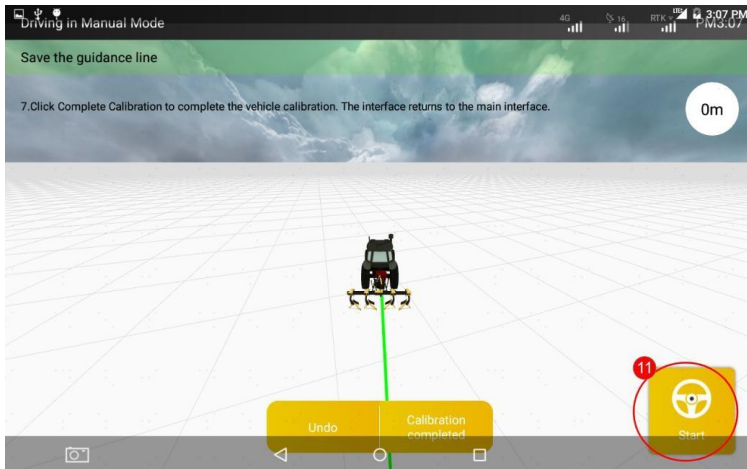 Driving in Manual Mode
4G
16
RTK
LTE
3:07 PM
PM3:07
Save the guidance line
7.Click Complete Calibration to complete the vehicle calibration. The interface returns to the main interface.
0m
11
Undo
Calibration
completed
Start